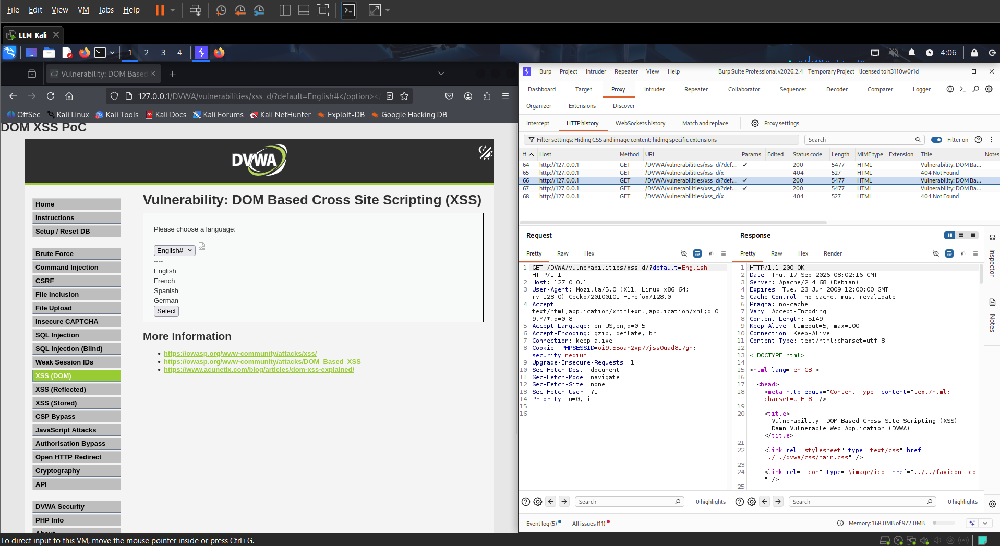 File Edit View VM Tabs Help
LLM-Kali
1 2 3 4
4:06
Vulnerability: DOM Based
127.0.0.1/DVWA/vulnerabilities/xss_d/?default=English#</option></
OffSec Kali Linux Kali Tools Kali Docs Kali Forums Kali NetHunter Exploit-DB Google Hacking DB
DOM XSS PoC
DVWA
Home
Instructions
Setup / Reset DB
Brute Force
Command Injection
CSRF
File Inclusion
File Upload
Insecure CAPTCHA
SQL Injection
SQL Injection (Blind)
Weak Session IDs
XSS (DOM)
XSS (Reflected)
XSS (Stored)
CSP Bypass
JavaScript Attacks
Authorisation Bypass
Open HTTP Redirect
Cryptography
API
DVWA Security
PHP Info
About
Vulnerability: DOM Based Cross Site Scripting (XSS)
Please choose a language:
English#
----
English
French
Spanish
German
Select
More Information
https://owasp.org/www-community/attacks/xss/
https://owasp.org/www-community/attacks/DOM_Based_XSS
https://www.acunetix.com/blog/articles/dom-xss-explained/
Burp Project Intruder Repeater View Help
Burp Suite Professional v2026.2.4 - Temporary Project - licensed to h3110w0r1d
Dashboard Target Proxy Intruder Repeater Collaborator Sequencer Decoder Comparer Logger
Organizer Extensions Discover
Intercept HTTP history WebSockets history Match and replace Proxy settings
Filter settings: Hiding CSS and image content; hiding specific extensions
Search
Filter on
# Host Method URL Params Edited Status code Length MIME type Extension Title Notes
64 http://127.0.0.1 GET /DVWA/vulnerabilities/xss_d/?def... ✓ 200 5477 HTML Vulnerability: DOM Ba...
65 http://127.0.0.1 GET /DVWA/vulnerabilities/xss_d/x 404 527 HTML 404 Not Found
66 http://127.0.0.1 GET /DVWA/vulnerabilities/xss_d/?def... ✓ 200 5477 HTML Vulnerability: DOM Ba...
67 http://127.0.0.1 GET /DVWA/vulnerabilities/xss_d/?def... ✓ 200 5477 HTML Vulnerability: DOM Ba...
68 http://127.0.0.1 GET /DVWA/vulnerabilities/xss_d/x 404 527 HTML 404 Not Found
Request
Pretty Raw Hex \n
1 GET /DVWA/vulnerabilities/xss_d/?default=English
HTTP/1.1
2 Host: 127.0.0.1
3 User-Agent: Mozilla/5.0 (X11; Linux x86_64;
rv:128.0) Gecko/20100101 Firefox/128.0
4 Accept:
text/html,application/xhtml+xml,application/xml;q=0.
9,*/*;q=0.8
5 Accept-Language: en-US,en;q=0.5
6 Accept-Encoding: gzip, deflate, br
7 Connection: keep-alive
8 Cookie: PHPSESSID=oi9t55oan2vp77jss0uad8i7gh;
security=medium
9 Upgrade-Insecure-Requests: 1
10 Sec-Fetch-Dest: document
11 Sec-Fetch-Mode: navigate
12 Sec-Fetch-Site: none
13 Sec-Fetch-User: ?1
14 Priority: u=0, i
15
16
Search
0 highlights
Response
Pretty Raw Hex Render \n
1 HTTP/1.1 200 OK
2 Date: Thu, 17 Sep 2026 08:02:16 GMT
3 Server: Apache/2.4.68 (Debian)
4 Expires: Tue, 23 Jun 2009 12:00:00 GMT
5 Cache-Control: no-cache, must-revalidate
6 Pragma: no-cache
7 Vary: Accept-Encoding
8 Content-Length: 5149
9 Keep-Alive: timeout=5, max=100
10 Connection: Keep-Alive
11 Content-Type: text/html;charset=utf-8
12
13 <!DOCTYPE html>
14
15 <html lang="en-GB">
16
17 <head>
18 <meta http-equiv="Content-Type" content="text/html;
charset=UTF-8" />
19
20 <title>
Vulnerability: DOM Based Cross Site Scripting (XSS) ::
Damn Vulnerable Web Application (DVWA)
</title>
21
22 <link rel="stylesheet" type="text/css" href="
../../dvwa/css/main.css" />
23
24 <link rel="icon" type="\image/ico" href="../../favicon.ico
" />
25
Search
0 highlights
Inspector
Notes
Event log (5) All issues (11)
Memory: 168.0MB of 972.0MB
To direct input to this VM, move the mouse pointer inside or press Ctrl+G.